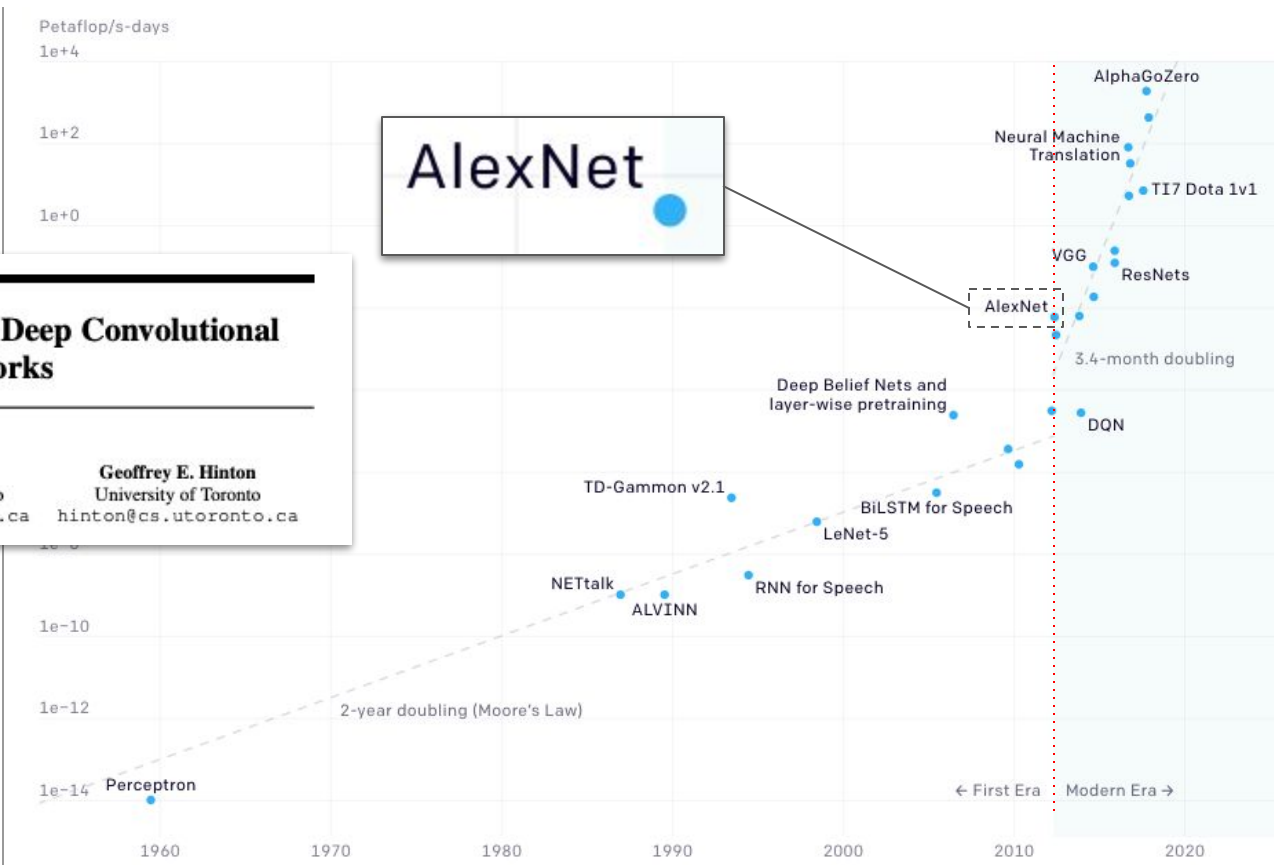 Petaflop/s-days
1e+4
AlphaGoZero
1e+2
Neural Machine
Translation
AlexNet
TI7 Dota 1v1
1e+0
VGG
ResNets
AlexNet
Deep Convolutional
3.4-month doubling
Deep Belief Nets and
layer-wise pretraining
DQN
Geoffrey E. Hinton
University of Toronto
.ca hinton@cs.utoronto.ca
TD-Gammon v2.1
BiLSTM for Speech
LeNet-5
NETtalk
RNN for Speech
ALVINN
1e-10
1e-12
2-year doubling (Moore's Law)
1e-14
Perceptron
← First Era
Modern Era →
1960
1970
1980
1990
2000
2010
2020